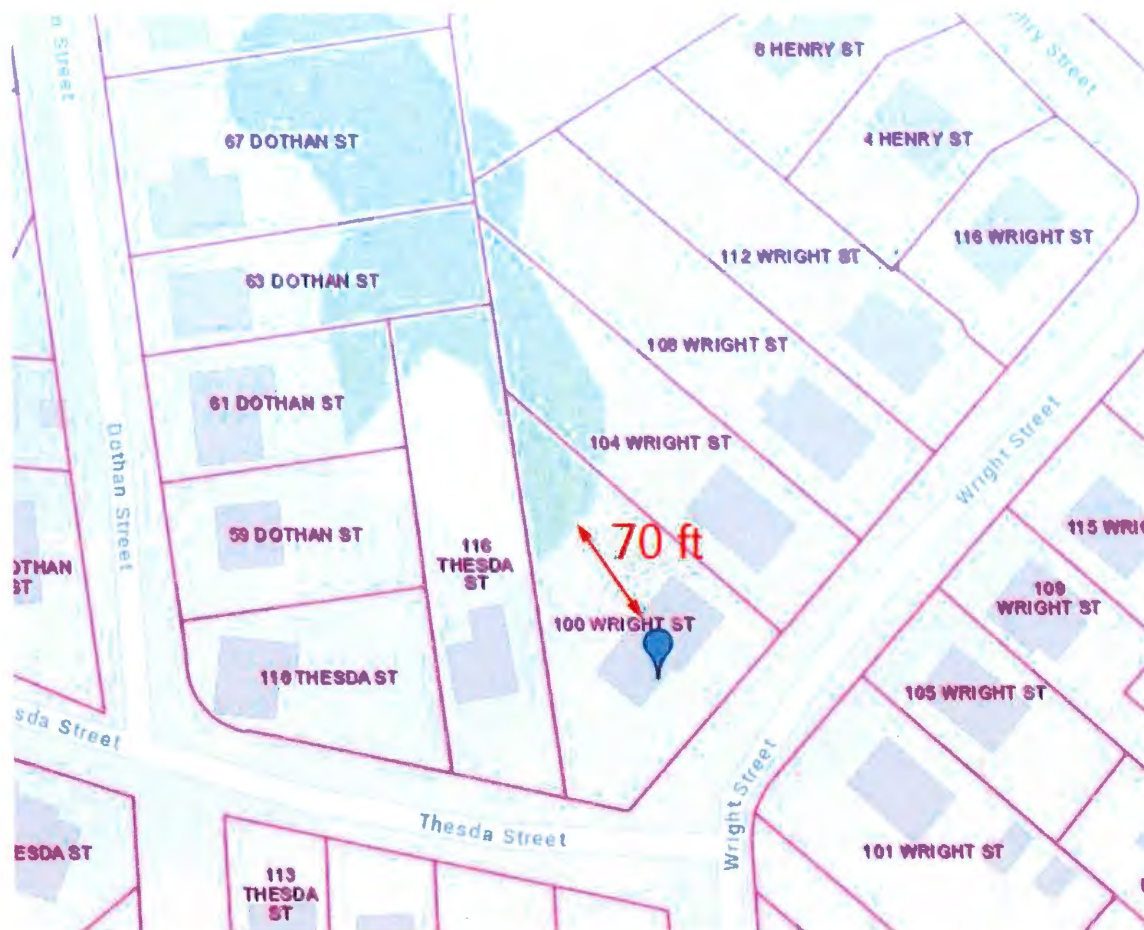 n Street
8 HENRY ST
nry Street
67 DOTHAN ST
4 HENRY ST
116 WRIGHT ST
112 WRIGHT ST
63 DOTHAN ST
108 WRIGHT ST
61 DOTHAN ST
104 WRIGHT ST
Wright Street
Dothan Street
59 DOTHAN ST
116
THESDA
ST
70 ft
115 WRIG
OTHAN
ST
109
WRIGHT ST
100 WRIGHT ST
110 THESDA ST
105 WRIGHT ST
sda Street
Thesda Street
Wright Street
ESDA ST
101 WRIGHT ST
113
THESDA
ST